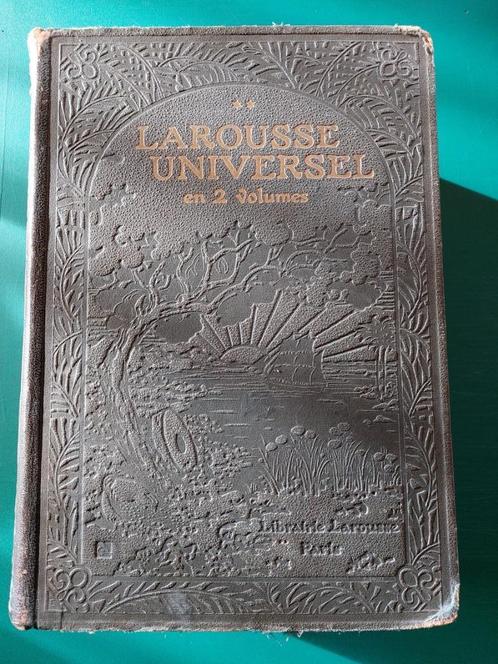 **
LAROUSSE
UNIVERSEL
en 2 volumes
Librairie Larousse
Paris